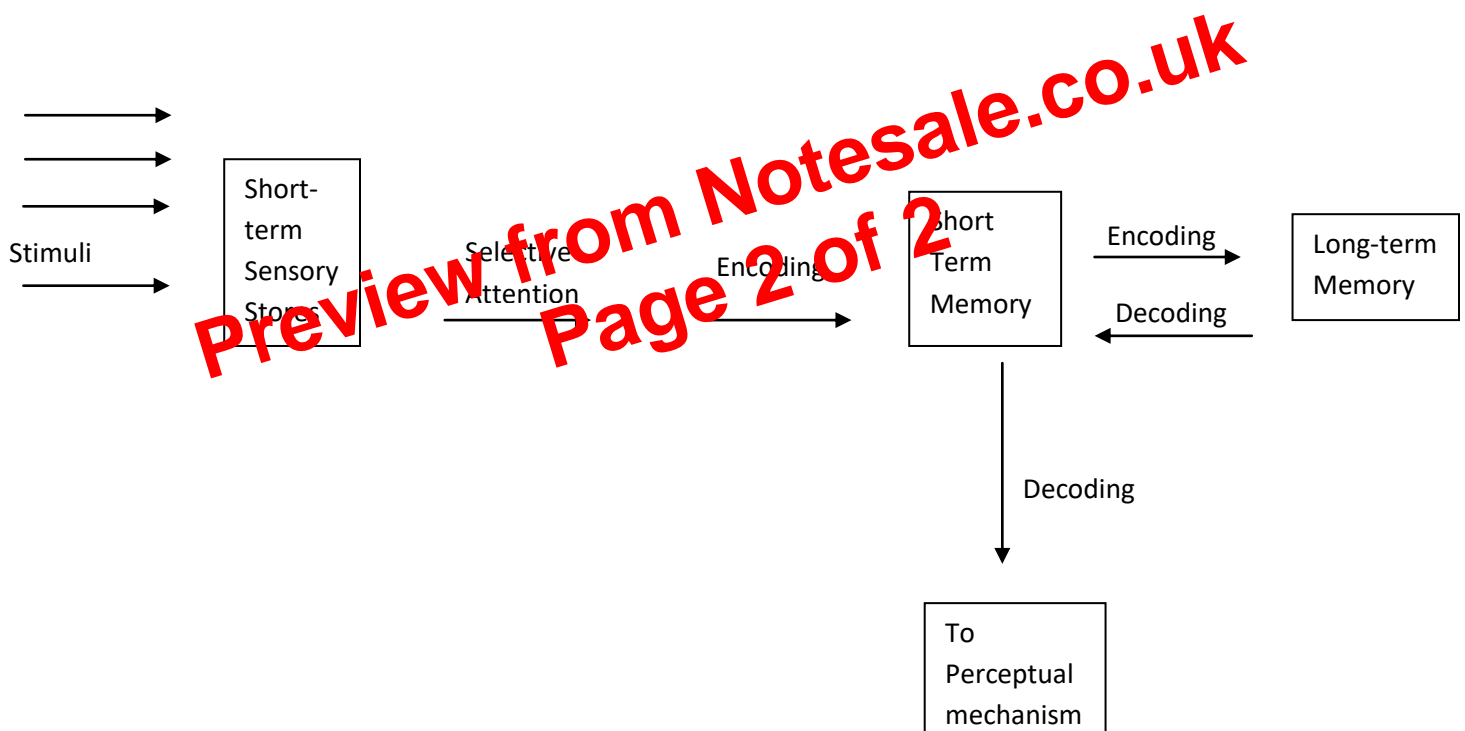 Preview from Notesale.co.uk
Page 2 of 2
Stimuli
Short-
term
Sensory
Stores
Selective
Attention
Encoding
Short
Term
Memory
Encoding
Decoding
Long-term
Memory
Decoding
To
Perceptual
mechanism